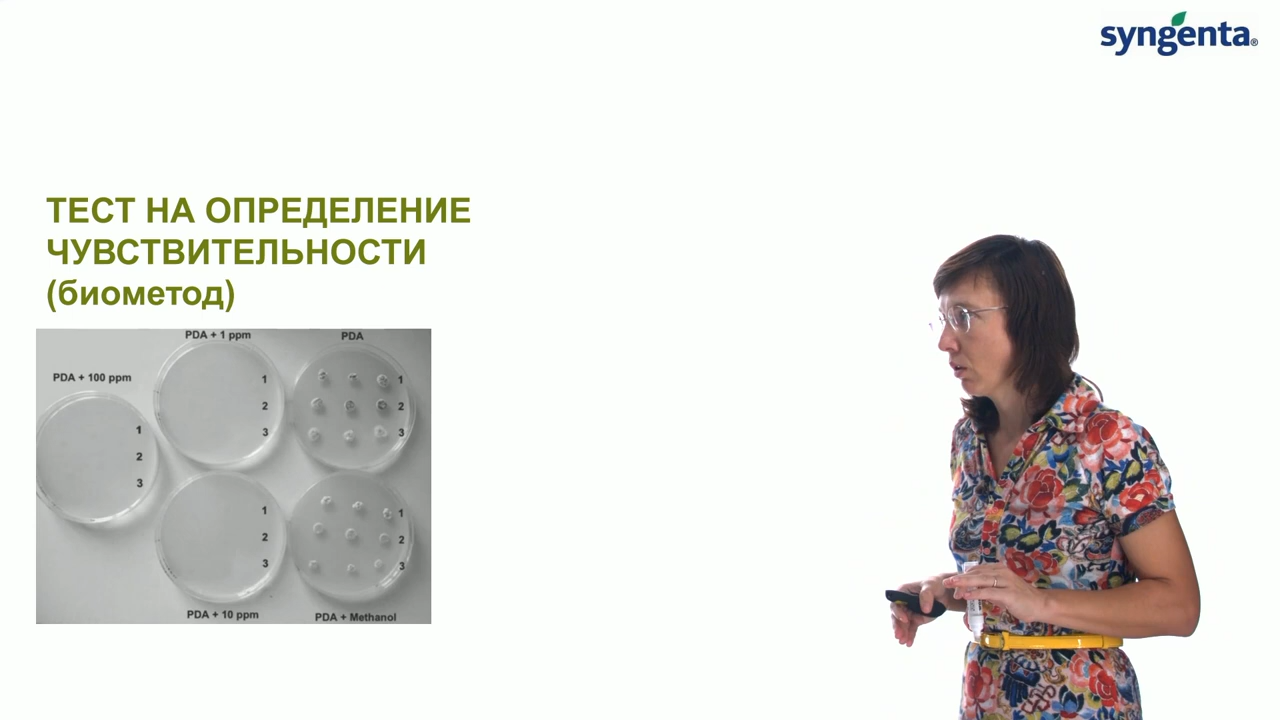 syngenta®
ТЕСТ НА ОПРЕДЕЛЕНИЕ
ЧУВСТВИТЕЛЬНОСТИ
(биометод)
PDA + 100 ppm
1
2
3
PDA + 1 ppm
1
2
3
PDA
1
2
3
1
2
3
PDA + 10 ppm
1
2
3
PDA + Methanol